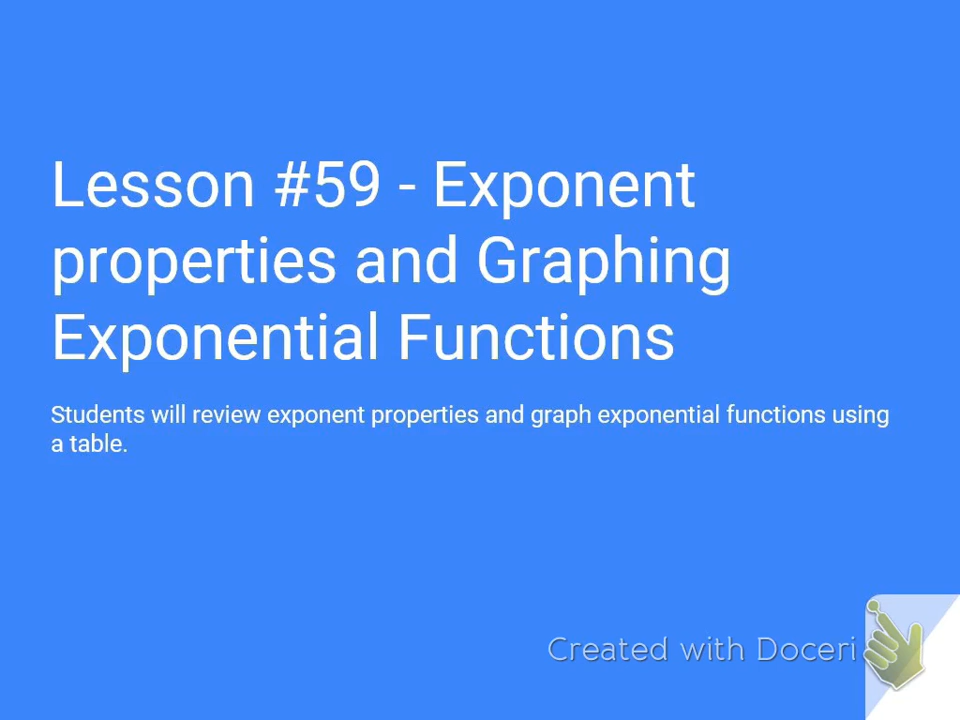 Lesson #59 - Exponent
properties and Graphing
Exponential Functions
Students will review exponent properties and graph exponential functions using
a table.
Created with Doceri